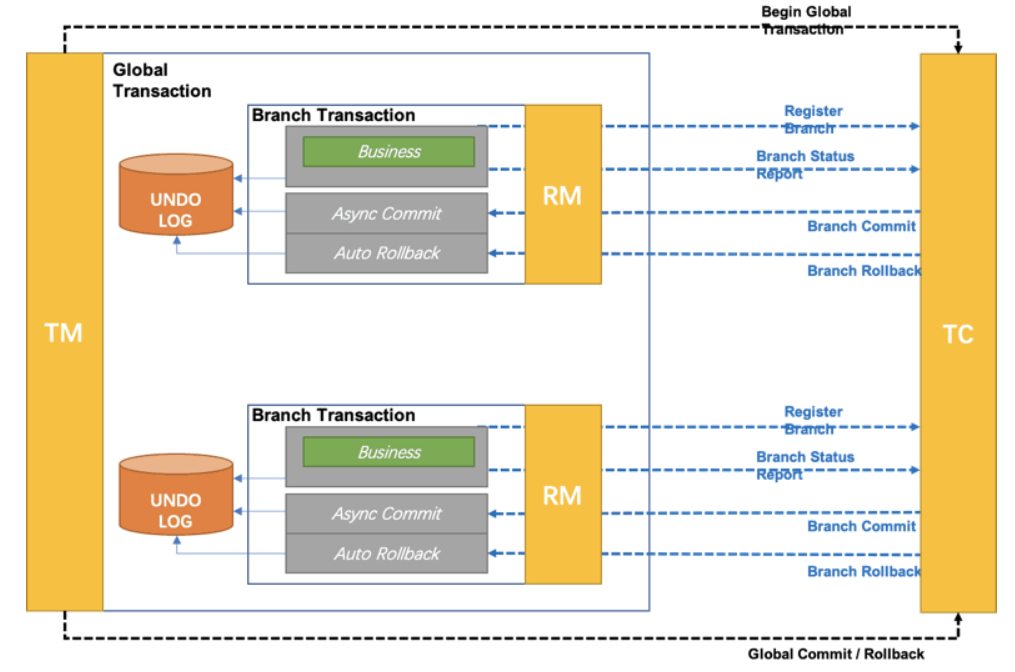 Begin Global
Transaction
Global
Transaction
Branch Transaction
Business
Async Commit
Auto Rollback
UNDO
LOG
RM
Register
Branch
Branch Status
Report
Branch Commit
Branch Rollback
TM
TC
Branch Transaction
Business
Async Commit
Auto Rollback
UNDO
LOG
RM
Register
Branch
Branch Status
Report
Branch Commit
Branch Rollback
Global Commit / Rollback